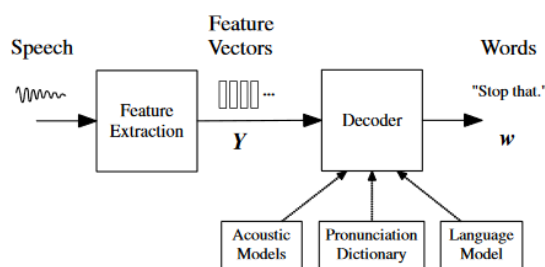 Speech
Feature
Vectors
Words
Feature
Extraction
...
Y
Decoder
"Stop that."
w
Acoustic
Models
Pronunciation
Dictionary
Language
Model